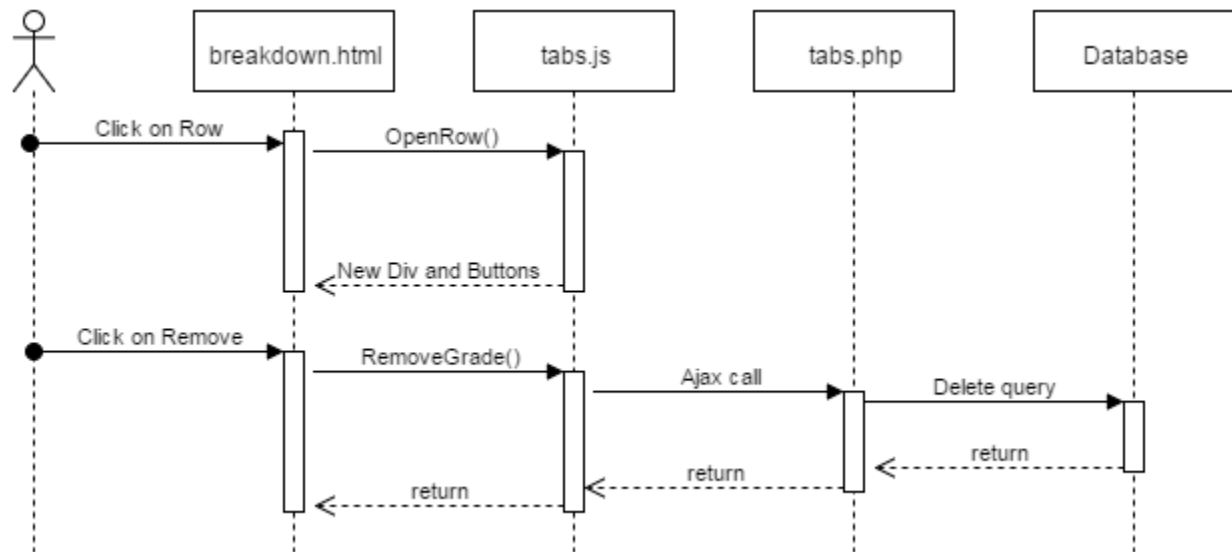 breakdown.html
tabs.js
tabs.php
Database
Click on Row
OpenRow()
New Div and Buttons
Click on Remove
RemoveGrade()
Ajax call
Delete query
return
return
return